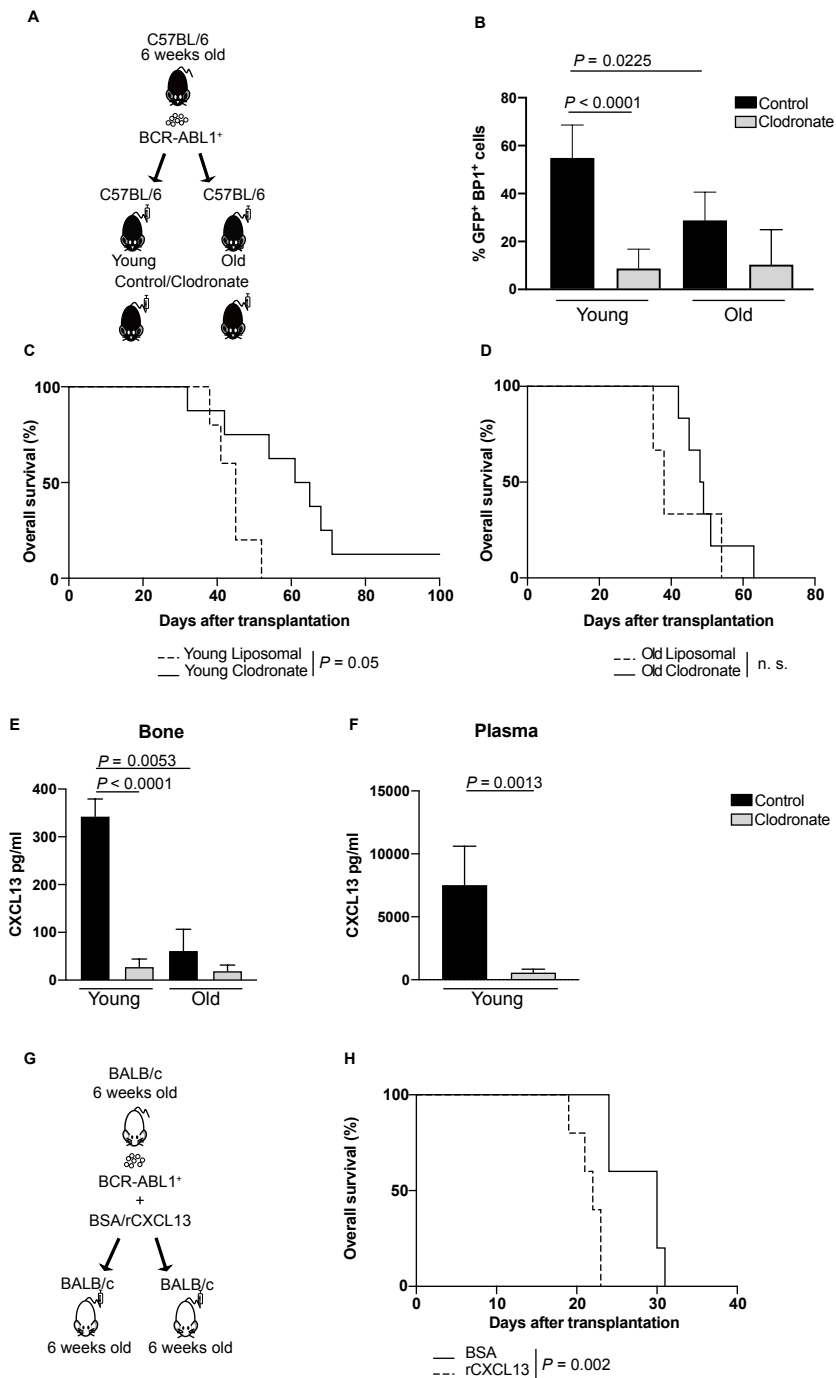 A
C57BL/6
6 weeks old
BCR-ABL1+
C57BL/6 C57BL/6
Young Old
Control/Clodronate
B
P = 0.0225
P < 0.0001
Control
Clodronate
% GFP+ BP1+ cells
80
60
40
20
0
Young Old
C
Overall survival (%)
100
50
0
0 20 40 60 80 100
Days after transplantation
Young Liposomal
Young Clodronate
P = 0.05
D
Overall survival (%)
100
50
0
0 20 40 60 80
Days after transplantation
Old Liposomal
Old Clodronate
n. s.
E
Bone
P = 0.0053
P < 0.0001
CXCL13 pg/ml
400
300
200
100
0
Young Old
F
Plasma
P = 0.0013
CXCL13 pg/ml
15000
10000
5000
0
Young
Control
Clodronate
G
BALB/c
6 weeks old
BCR-ABL1+
+
BSA/rCXCL13
BALB/c BALB/c
6 weeks old 6 weeks old
H
Overall survival (%)
100
50
0
0 10 20 30 40
Days after transplantation
BSA
rCXCL13
P = 0.002